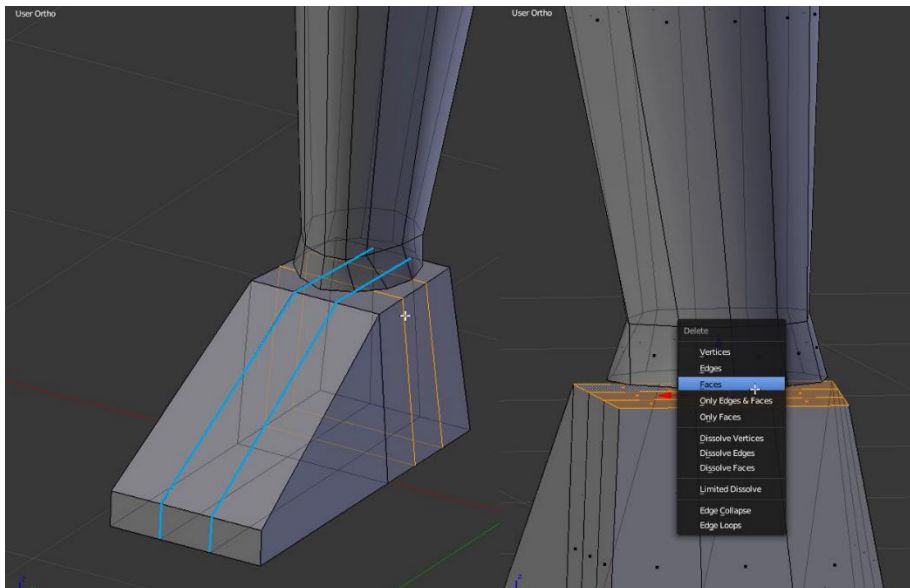 User Ortho
User Ortho
Delete
Vertices
Edges
Faces
Only Edges & Faces
Only Faces
Dissolve Vertices
Dissolve Edges
Dissolve Faces
Limited Dissolve
Edge Collapse
Edge Loops
z
z